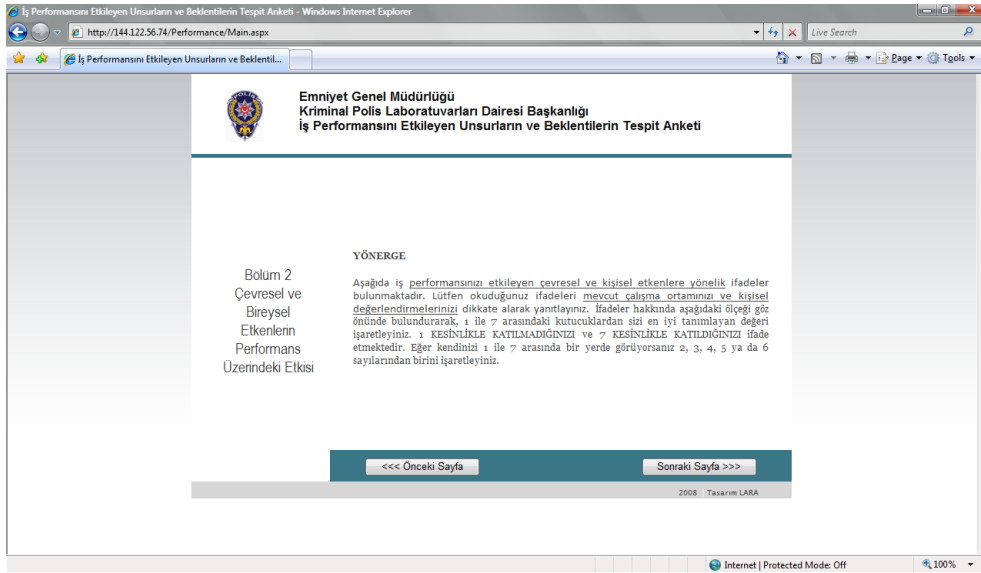 İş Performansını Etkileyen Unsurların ve Beklentilerin Tespit Anketi - Windows Internet Explorer
http://144.122.56.74/Performance/Main.aspx
Live Search
İş Performansını Etkileyen Unsurların ve Beklentil...
Page
Tools
POLİS
Emniyet Genel Müdürlüğü
Kriminal Polis Laboratuvarları Dairesi Başkanlığı
İş Performansını Etkileyen Unsurların ve Beklentilerin Tespit Anketi
Bölüm 2
Çevresel ve
Bireysel
Etkenlerin
Performans
Üzerindeki Etkisi
YÖNERGE
Aşağıda iş performansınızı etkileyen çevresel ve kişisel etkenlere yönelik ifadeler
bulunmaktadır. Lütfen okuduğunuz ifadeleri mevcut çalışma ortamınızı ve kişisel
değerlendirmelerinizi dikkate alarak yanıtlayınız. İfadeler hakkında aşağıdaki ölçeği göz
önünde bulundurarak, 1 ile 7 arasındaki kutucuklardan sizi en iyi tanımlayan değeri
işaretleyiniz. 1 KESİNLİKLE KATILMADIĞINIZI ve 7 KESİNLİKLE KATILDIĞINIZI ifade
etmektedir. Eğer kendinizi 1 ile 7 arasında bir yerde görüyorsanız 2, 3, 4, 5 ya da 6
sayılarından birini işaretleyiniz.
<<< Önceki Sayfa
Sonraki Sayfa >>>
2008 | Tasarım LARA
Internet | Protected Mode: Off
100%